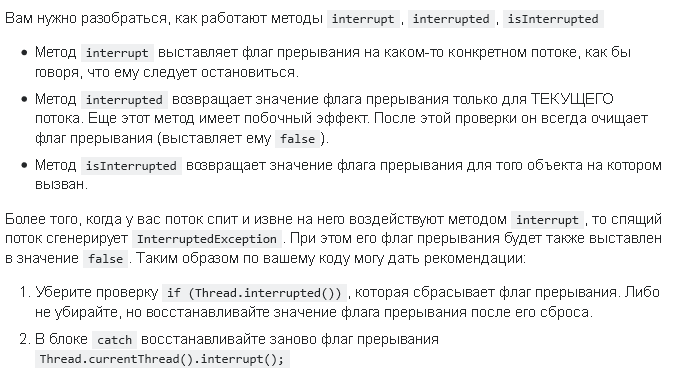 Вам нужно разобраться, как работают методы interrupt, interrupted, isInterrupted
• Метод interrupt выставляет флаг прерывания на каком-то конкретном потоке, как бы
говоря, что ему следует остановиться.
• Метод interrupted возвращает значение флага прерывания только для ТЕКУЩЕГО
потока. Еще этот метод имеет побочный эффект. После этой проверки он всегда очищает
флаг прерывания (выставляет ему false).
• Метод isInterrupted возвращает значение флага прерывания для того объекта на котором
вызван.
Более того, когда у вас поток спит и извне на него воздействуют методом interrupt, то спящий
поток сгенерирует InterruptedException. При этом его флаг прерывания будет также выставлен
в значение false. Таким образом по вашему коду могу дать рекомендации:
1. Уберите проверку if (Thread.interrupted()), которая сбрасывает флаг прерывания. Либо
не убирайте, но восстанавливайте значение флага прерывания после его сброса.
2. В блоке catch восстанавливайте заново флаг прерывания
Thread.currentThread().interrupt();